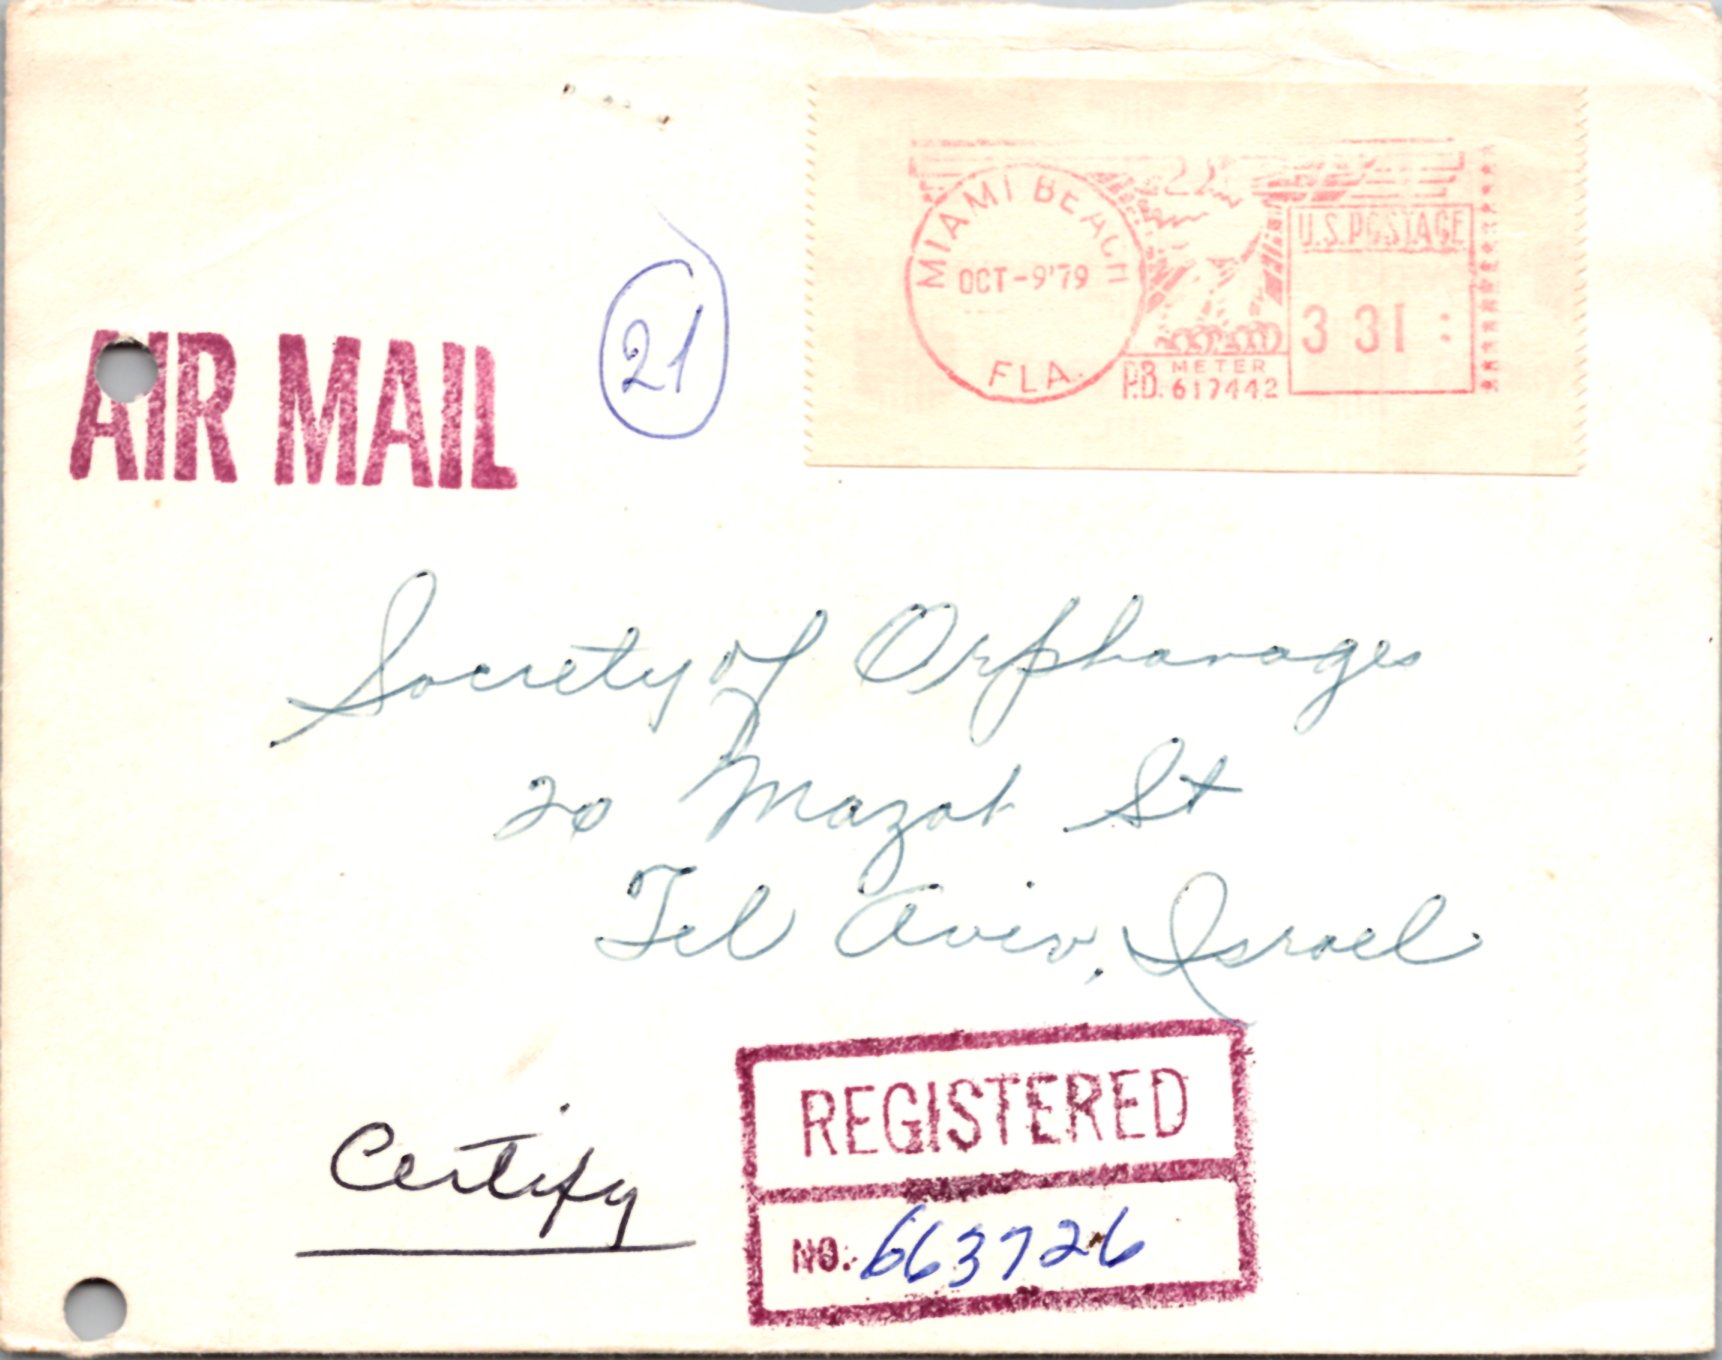 MIAMI BEACH
OCT-9'79
FLA.
P.B. METER
617442
U.S. POSTAGE
3 31
AIR MAIL
21
Society of Orphanages
20 Mazot St
Tel Aviv, Israel
Certify
REGISTERED
NO. 663726